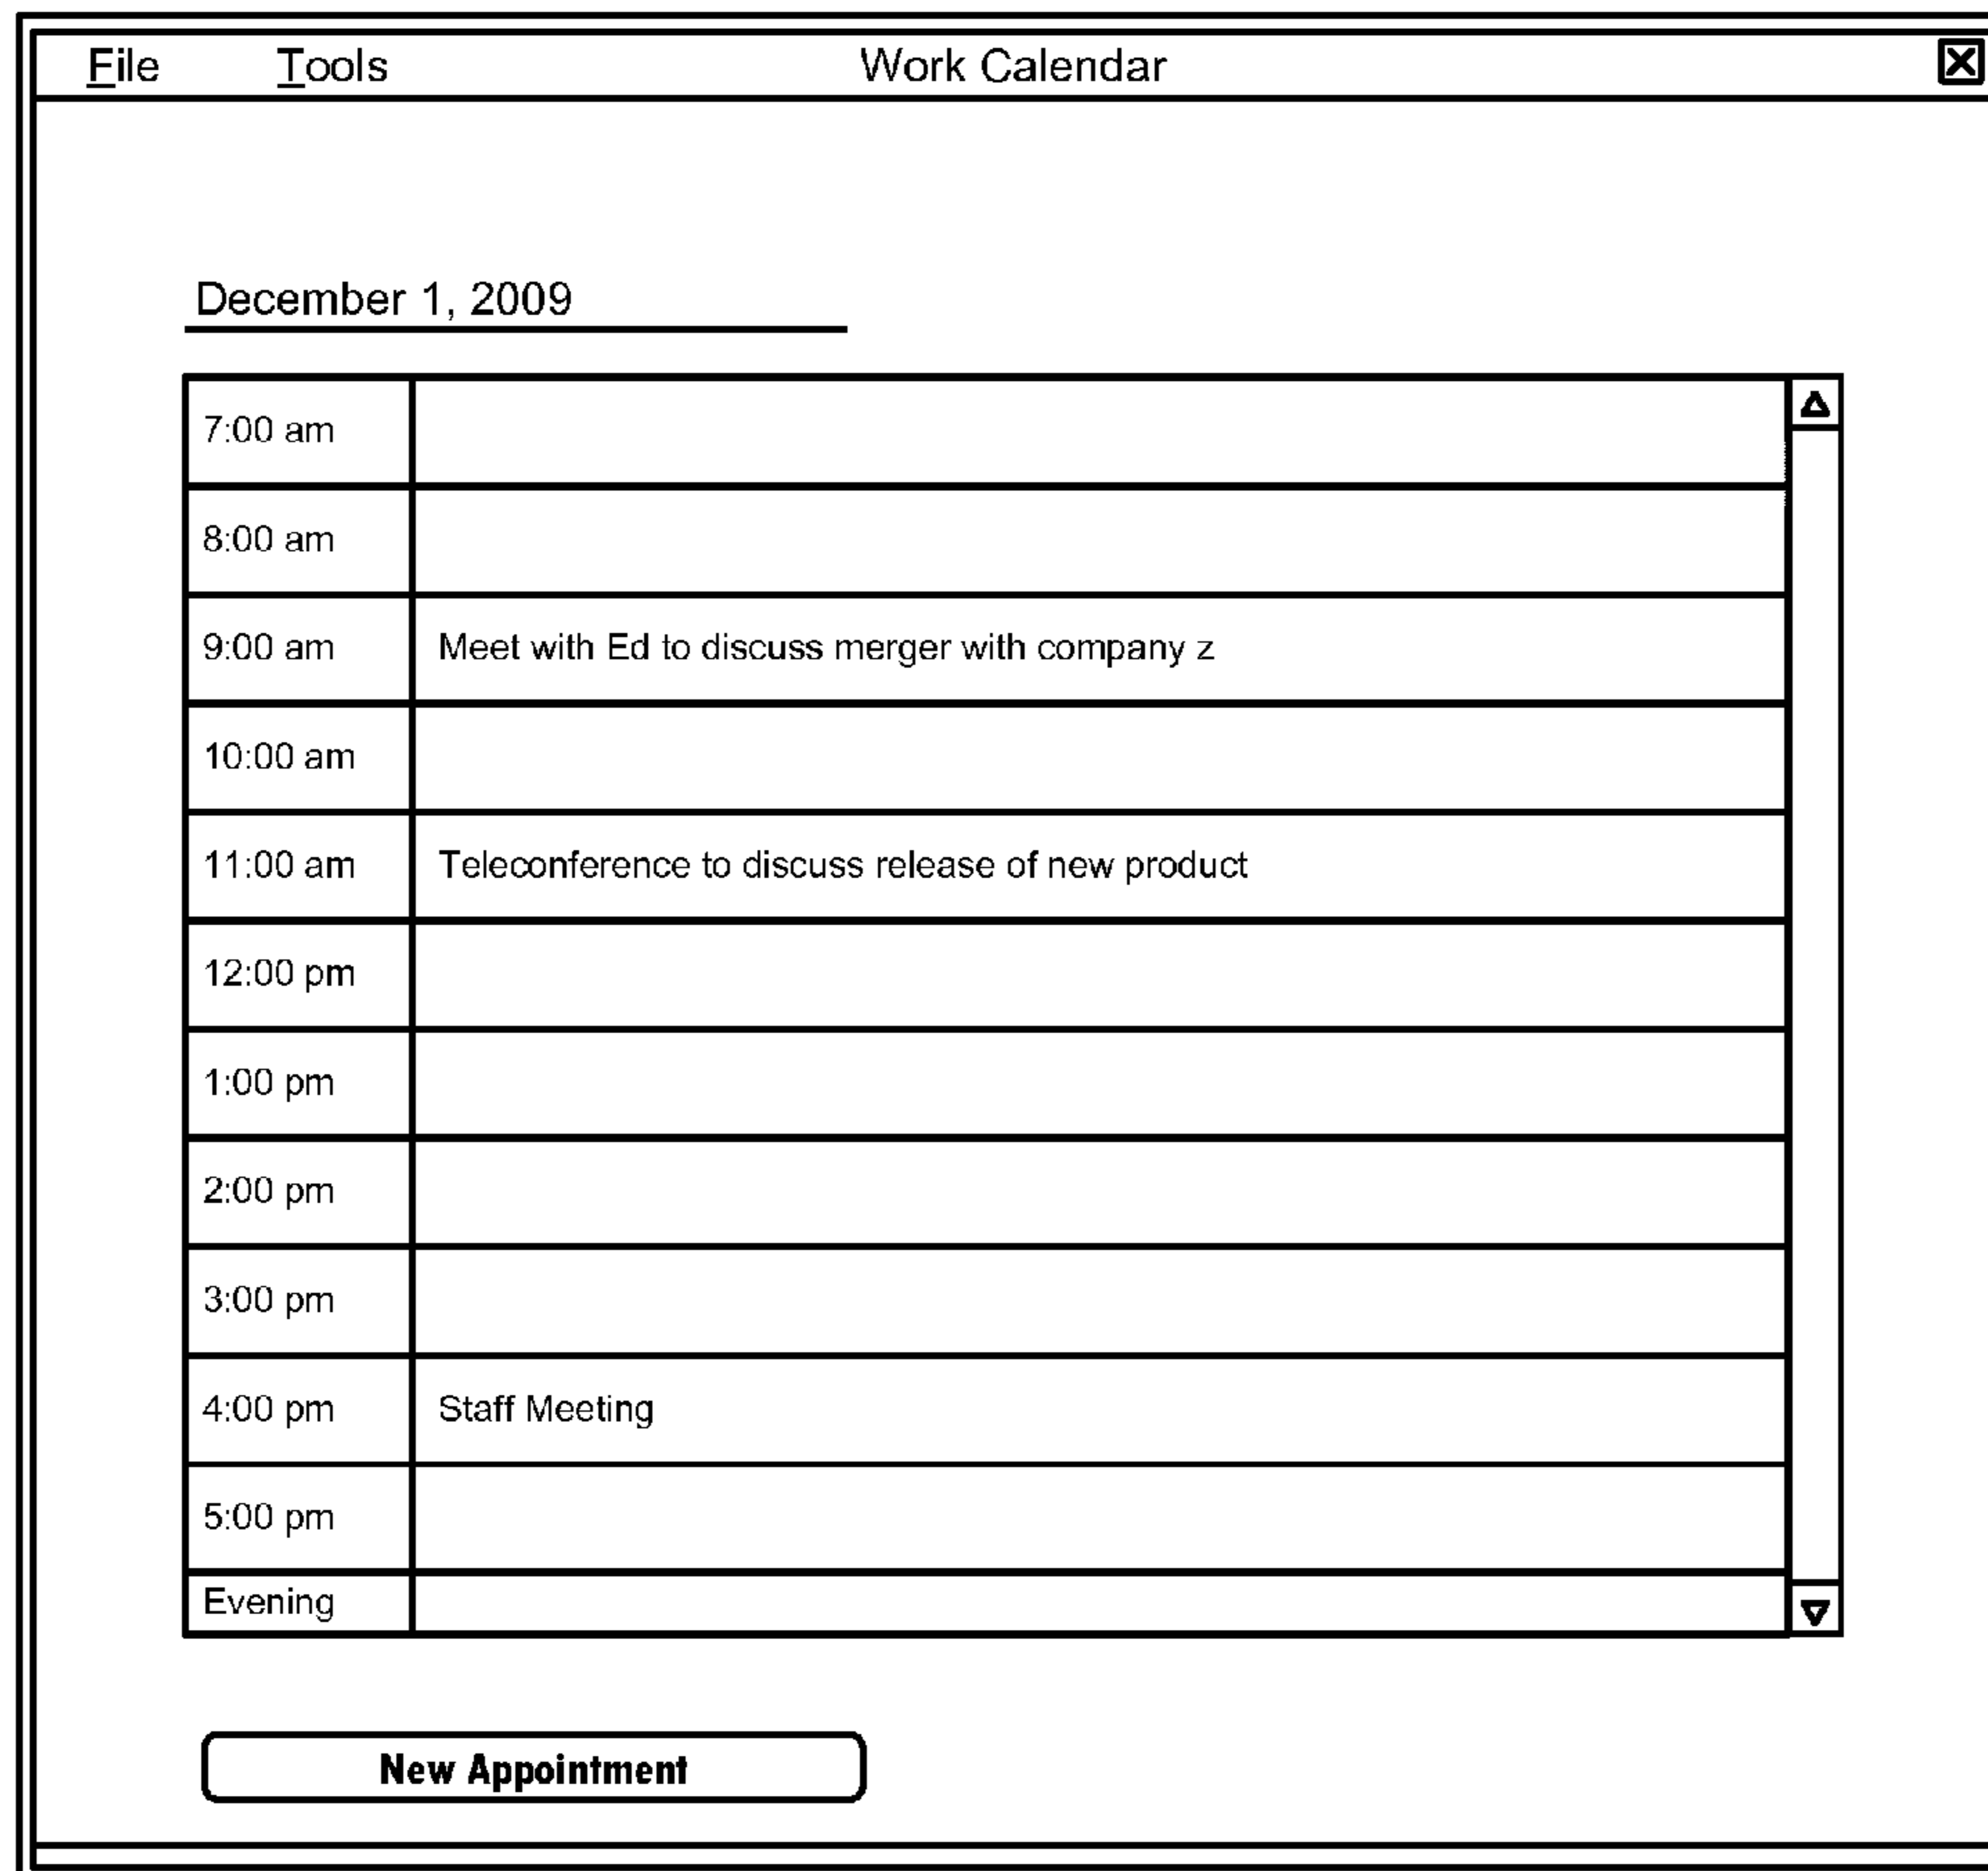 File Tools Work Calendar
December 1, 2009
7:00 am
8:00 am
9:00 am Meet with Ed to discuss merger with company z
10:00 am
11:00 am Teleconference to discuss release of new product
12:00 pm
1:00 pm
2:00 pm
3:00 pm
4:00 pm Staff Meeting
5:00 pm
Evening
New Appointment